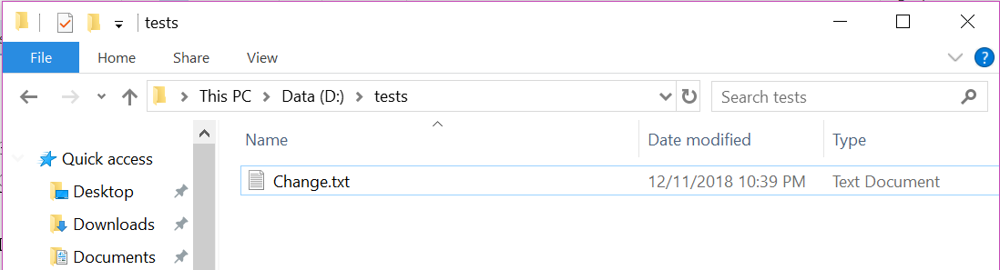 tests
File Home Share View
This PC Data (D:) tests Search tests
Name Date modified Type
Quick access
Change.txt 12/11/2018 10:39 PM Text Document
Desktop
Downloads
Documents